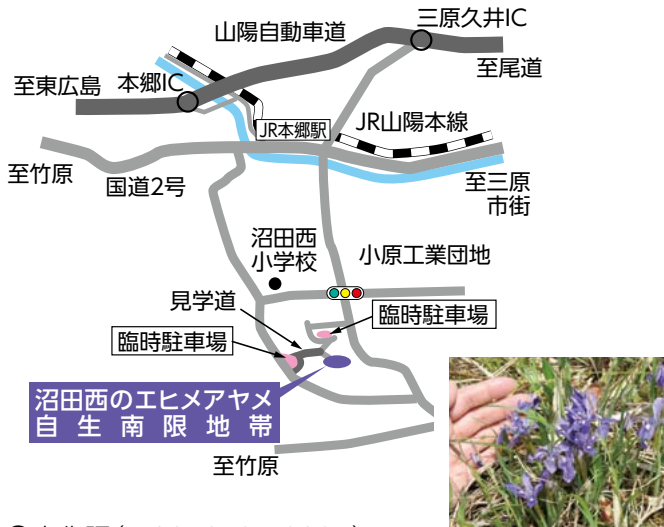 三原久井IC
山陽自動車道
至尾道
至東広島
本郷IC
JR本郷駅
JR山陽本線
至竹原
国道2号
至三原
市街
沼田西
小学校
小原工業団地
見学道
臨時駐車場
臨時駐車場
沼田西のエヒメアヤメ
自生南限地帯
至竹原